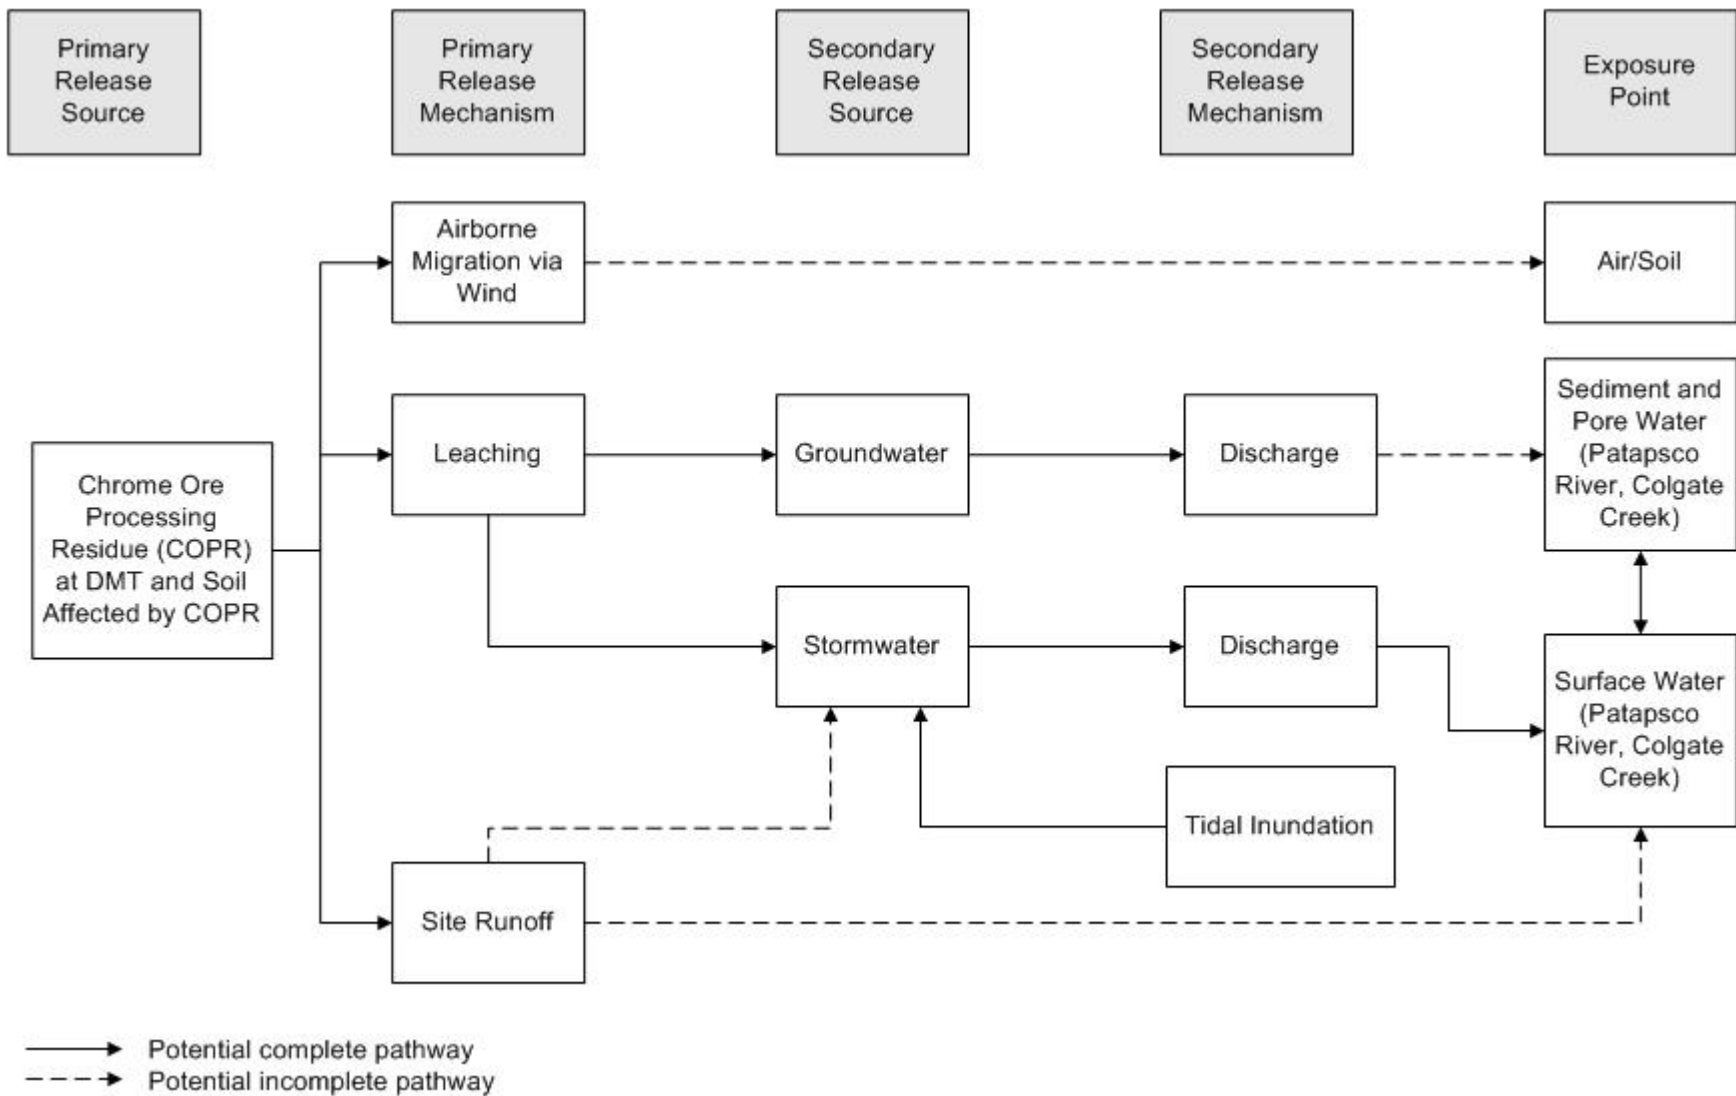 Primary
Release
Source
Primary
Release
Mechanism
Secondary
Release
Source
Secondary
Release
Mechanism
Exposure
Point
Airborne
Migration via
Wind
Air/Soil
Chrome Ore
Processing
Residue (COPR)
at DMT and Soil
Affected by COPR
Leaching
Groundwater
Discharge
Sediment and
Pore Water
(Patapsco
River, Colgate
Creek)
Stormwater
Discharge
Surface Water
(Patapsco
River, Colgate
Creek)
Tidal Inundation
Site Runoff
Potential complete pathway
Potential incomplete pathway